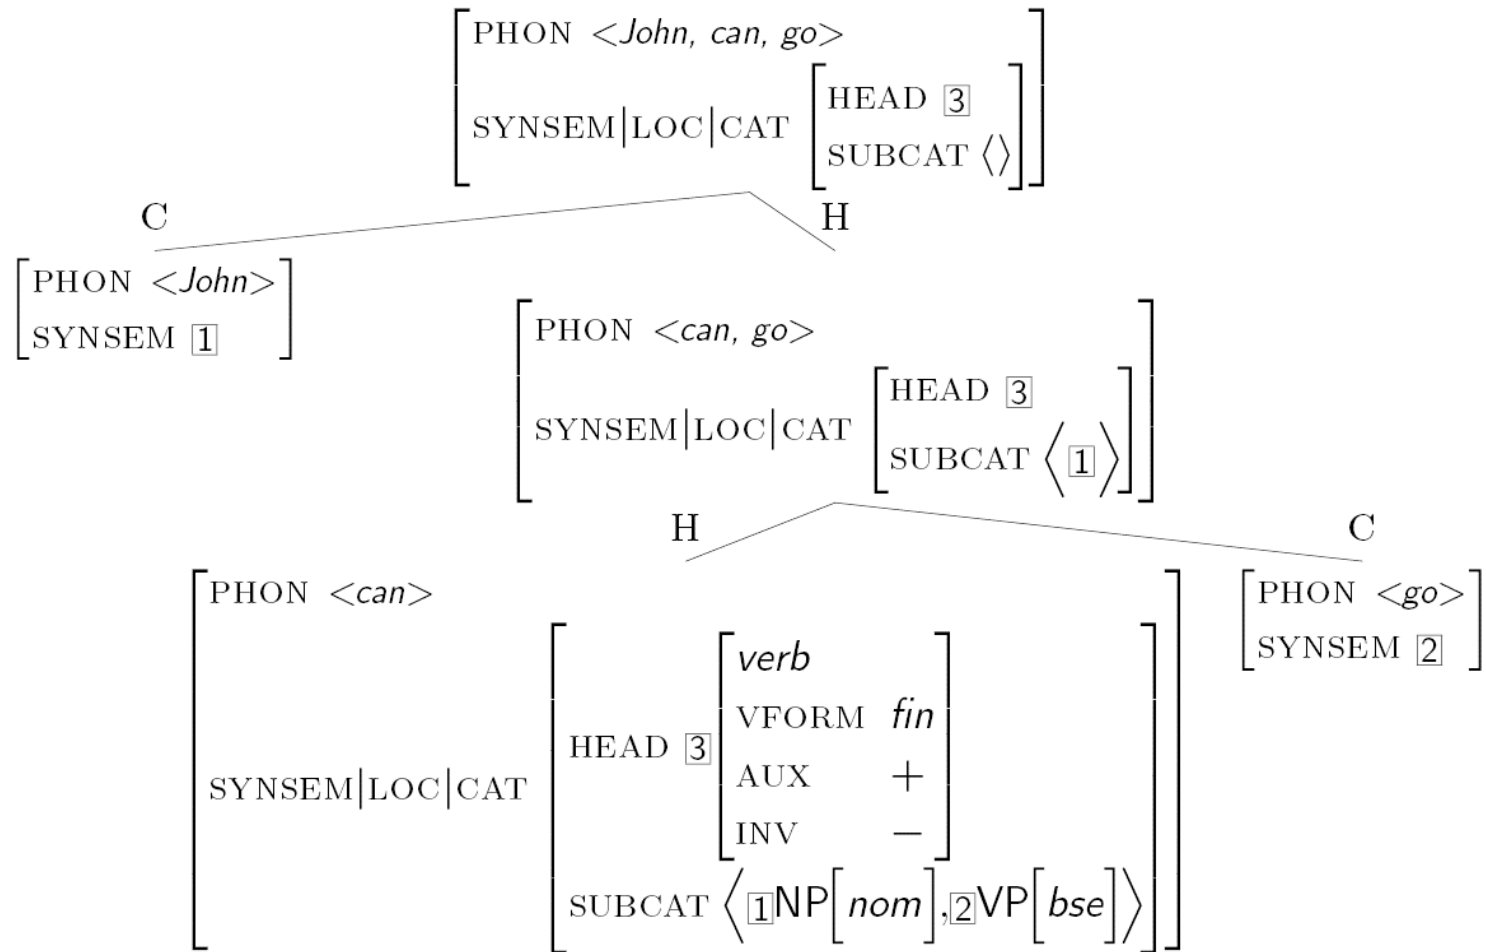 PHON <John, can, go>
SYNSEM|LOC|CAT
HEAD 3
SUBCAT ⟨⟩
C
H
PHON <John>
SYNSEM 1
PHON <can, go>
SYNSEM|LOC|CAT
HEAD 3
SUBCAT ⟨1⟩
H
C
PHON <can>
SYNSEM|LOC|CAT
HEAD 3
verb
VFORM fin
AUX +
INV −
SUBCAT ⟨1NP[nom],2VP[bse]⟩
PHON <go>
SYNSEM 2